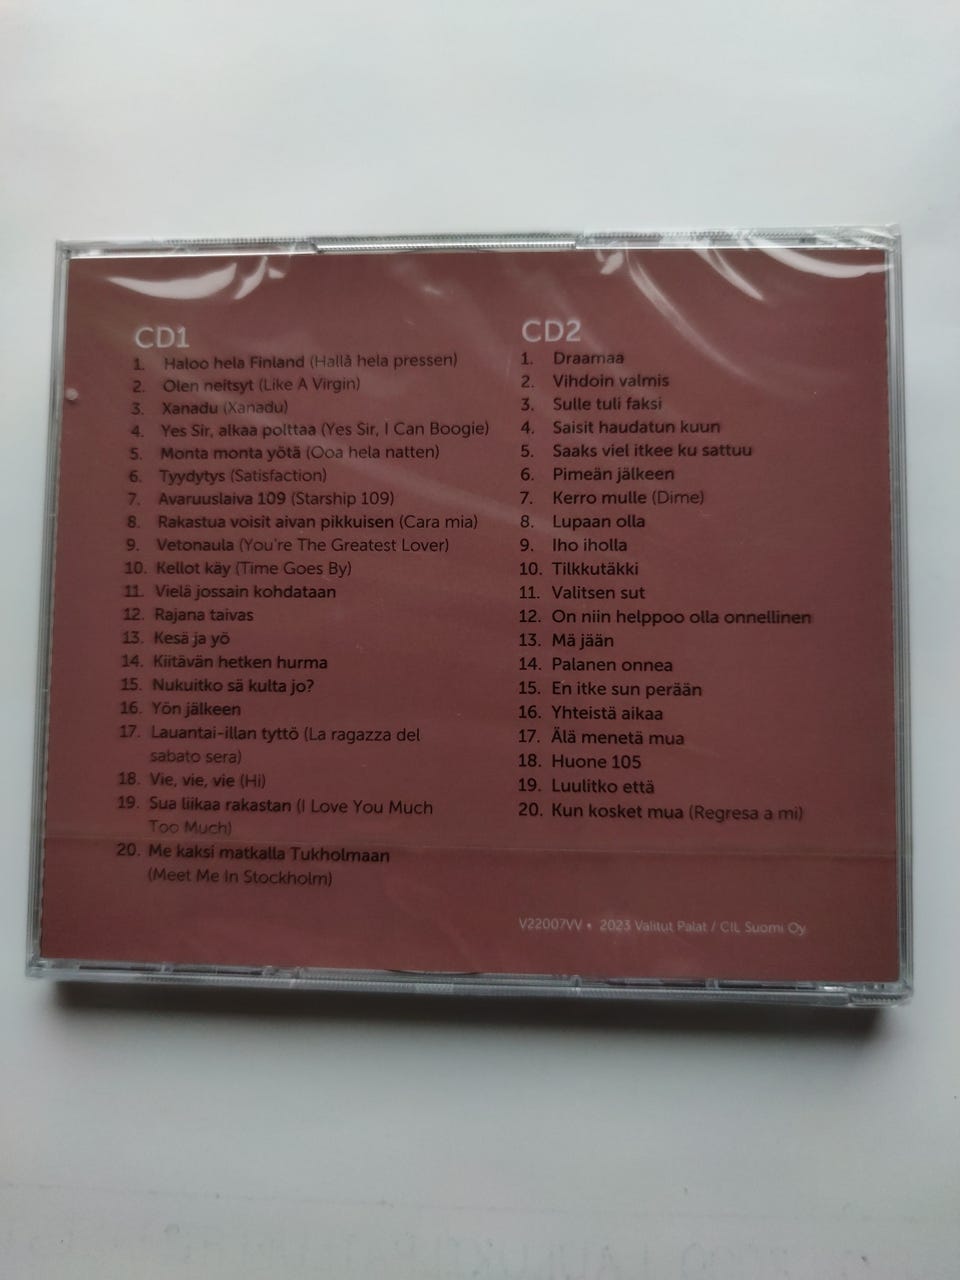 CD1
1. Haloo hela Finland (Hallå hela pressen)
2. Olen neitsyt (Like A Virgin)
3. Xanadu (Xanadu)
4. Yes Sir, alkaa polttaa (Yes Sir, I Can Boogie)
5. Monta monta yötä (Ooa hela natten)
6. Tyydytys (Satisfaction)
7. Avaruuslaiva 109 (Starship 109)
8. Rakastua voisit aivan pikkuisen (Cara mia)
9. Vetonaula (You're The Greatest Lover)
10. Kellot käy (Time Goes By)
11. Vielä jossain kohdataan
12. Rajana taivas
13. Kesä ja yö
14. Kiitävän hetken hurma
15. Nukuitko sä kulta jo?
16. Yön jälkeen
17. Lauantai-illan tyttö (La ragazza del
sabato sera)
18. Vie, vie, vie (Hi)
19. Sua liikaa rakastan (I Love You Much
Too Much)
20. Me kaksi matkalla Tukholmaan
(Meet Me In Stockholm)
CD2
1. Draamaa
2. Vihdoin valmis
3. Sulle tuli faksi
4. Saisit haudatun kuun
5. Saaks viel itkee ku sattuu
6. Pimeän jälkeen
7. Kerro mulle (Dime)
8. Lupaan olla
9. Iho iholla
10. Tilkkutäkki
11. Valitsen sut
12. On niin helppoo olla onnellinen
13. Mä jään
14. Palanen onnea
15. En itke sun perään
16. Yhteistä aikaa
17. Älä menetä mua
18. Huone 105
19. Luulitko että
20. Kun kosket mua (Regresa a mi)
V22007VV • 2023 Valitut Palat / CIL Suomi Oy